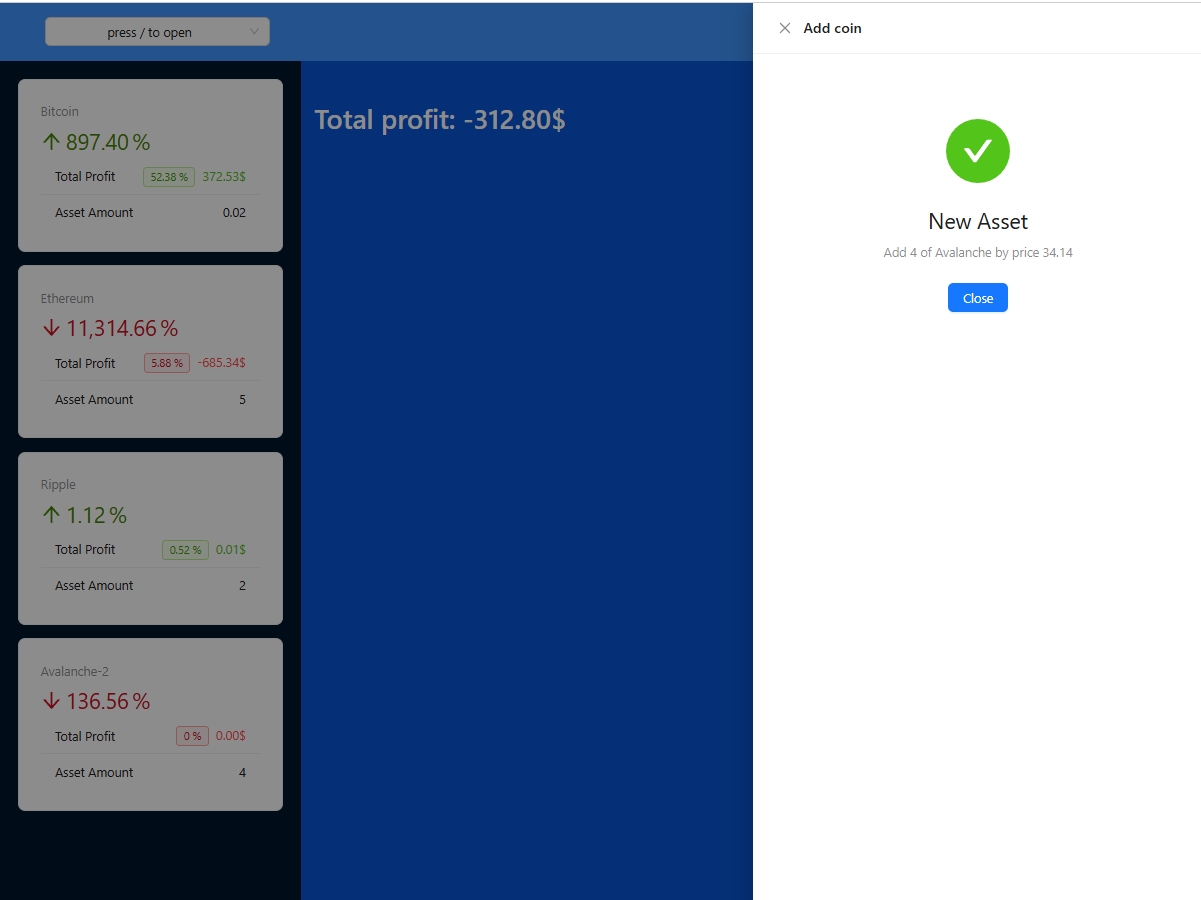 press / to open
Add coin
Bitcoin
897.40 %
Total Profit 52.38 % 372.53$
Asset Amount 0.02
Ethereum
11,314.66 %
Total Profit 5.88 % -685.34$
Asset Amount 5
Ripple
1.12 %
Total Profit 0.52 % 0.01$
Asset Amount 2
Avalanche-2
136.56 %
Total Profit 0 % 0.00$
Asset Amount 4
Total profit: -312.80$
New Asset
Add 4 of Avalanche by price 34.14
Close